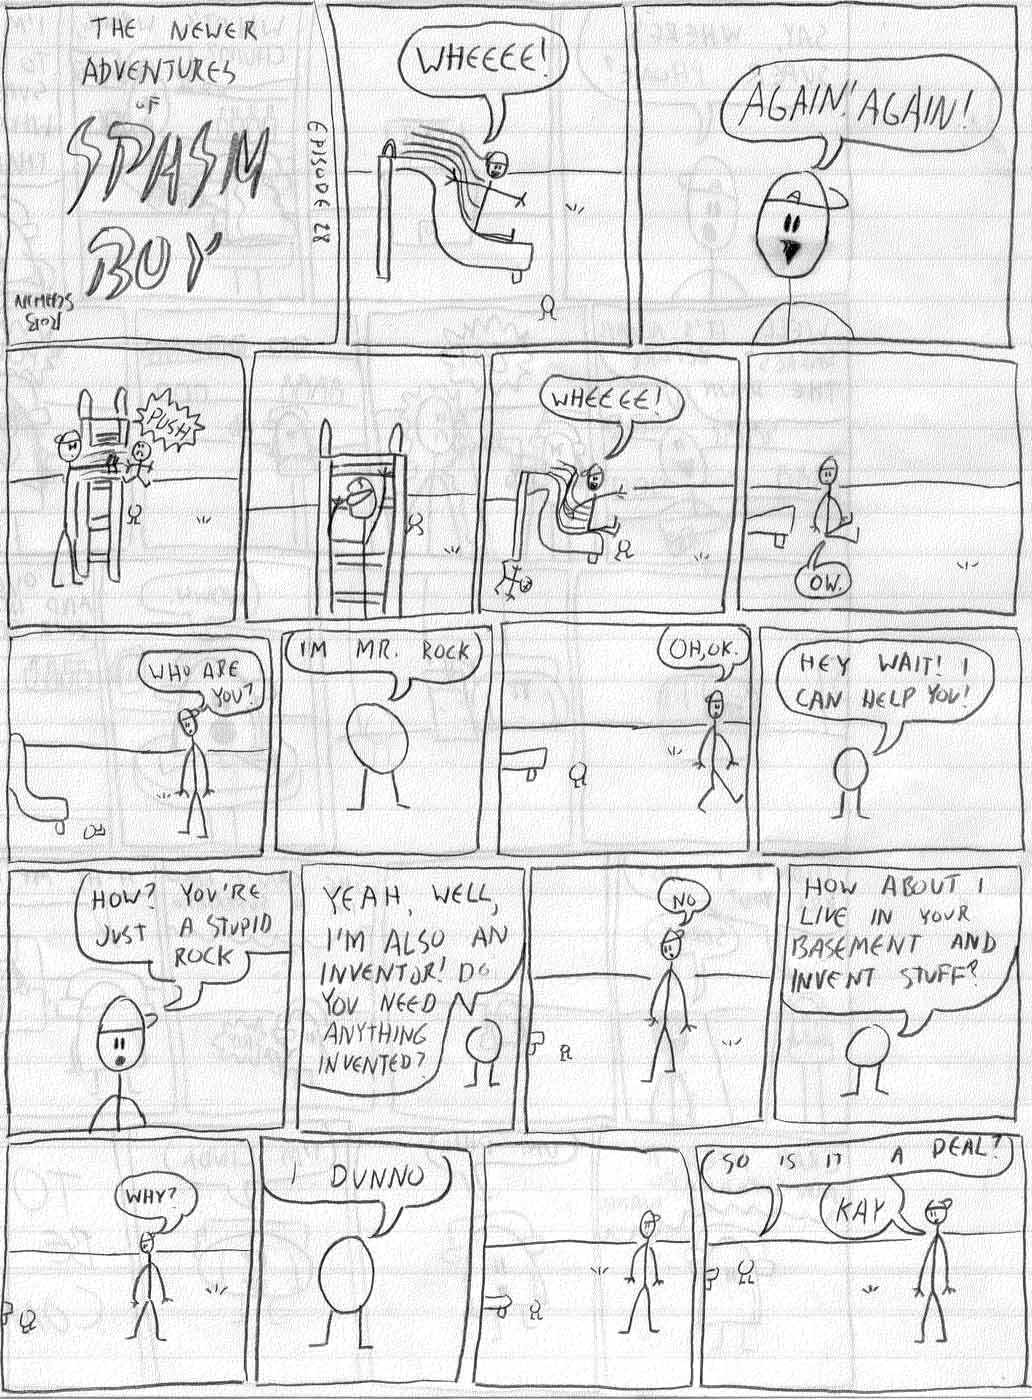 THE NEWER
ADVENTURES
OF
SPASM
BOY
EPISODE 28
WHEEEE!
AGAIN! AGAIN!
PUSH
WHEEEE!
OW.
WHO ARE
YOU?
I'M MR. ROCK
OH, OK.
HEY WAIT! I
CAN HELP YOU!
HOW? YOU'RE
JUST A STUPID
ROCK
YEAH, WELL,
I'M ALSO AN
INVENTOR! DO
YOU NEED
ANYTHING
INVENTED?
NO
HOW ABOUT I
LIVE IN YOUR
BASEMENT AND
INVENT STUFF?
WHY?
I DUNNO
SO IS IT A DEAL?
KAY